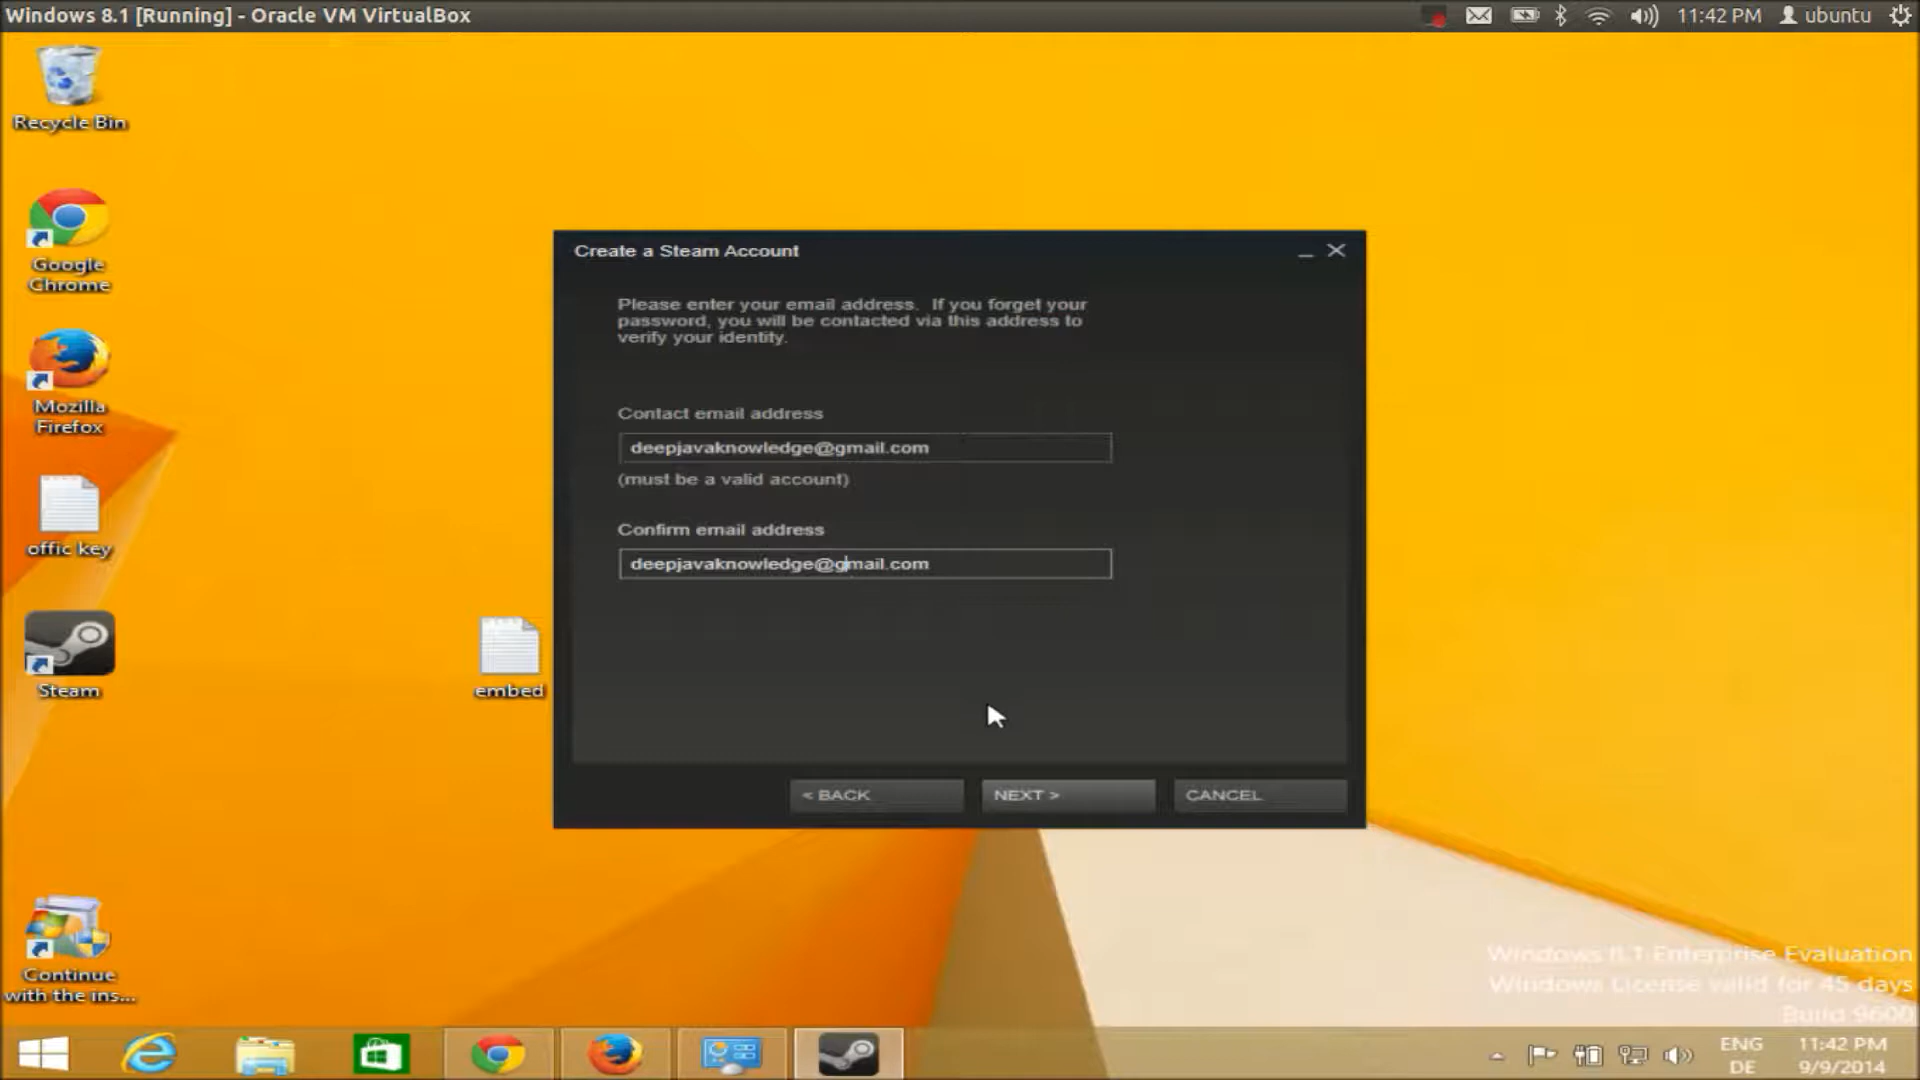 Windows 8.1 [Running] - Oracle VM VirtualBox
11:42 PM ubuntu
Recycle Bin
Google
Chrome
Mozilla
Firefox
offic key
Steam
embed
Continue
with the ins...
Create a Steam Account
Please enter your email address. If you forget your
password, you will be contacted via this address to
verify your identity.
Contact email address
deepjavaknowledge@gmail.com
(must be a valid account)
Confirm email address
deepjavaknowledge@gmail.com
< BACK
NEXT >
CANCEL
Windows 8.1 Enterprise Evaluation
Windows License valid for 45 days
Build 9600
ENG
DE
11:42 PM
9/9/2014